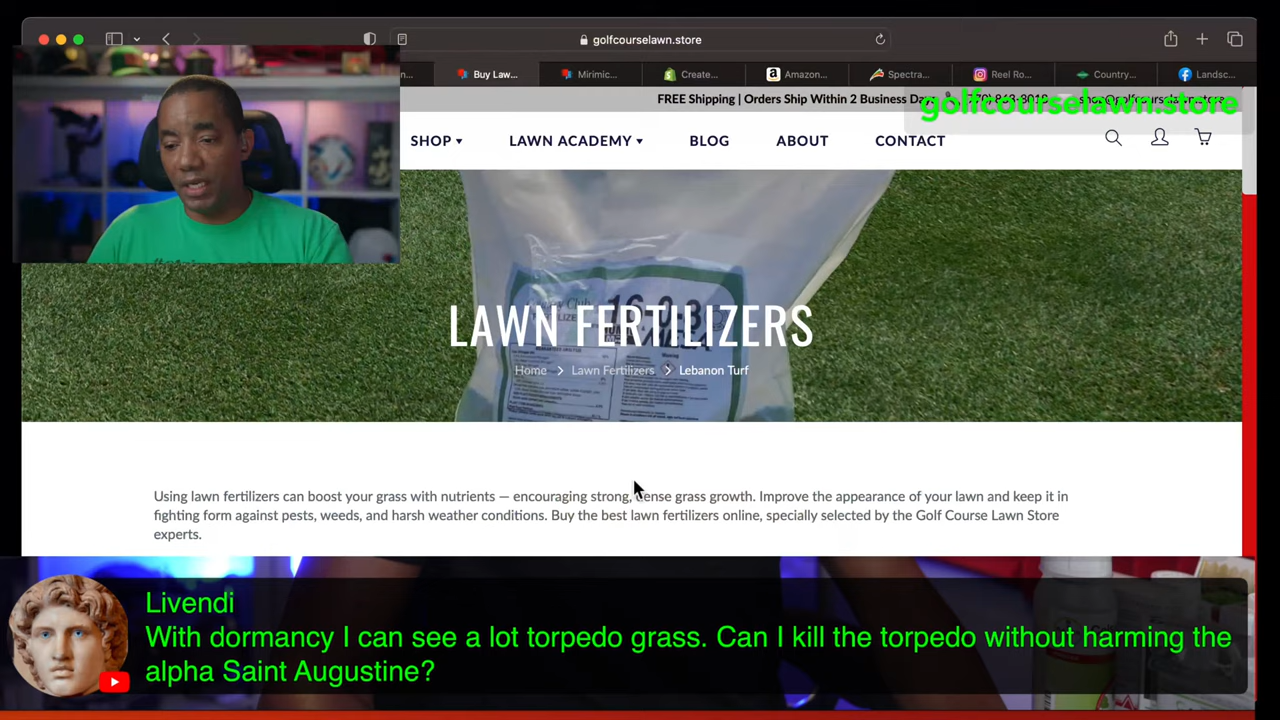 golfcourselawn.store
Buy Law...
Mirimic...
Create...
Amazon...
Spectra...
Reel Ro...
Country...
Landsc...
FREE Shipping | Orders Ship Within 2 Business Days
golfcourselawn.store
SHOP
LAWN ACADEMY
BLOG
ABOUT
CONTACT
LAWN FERTILIZERS
Home > Lawn Fertilizers > Lebanon Turf
Using lawn fertilizers can boost your grass with nutrients — encouraging strong, dense grass growth. Improve the appearance of your lawn and keep it in
fighting form against pests, weeds, and harsh weather conditions. Buy the best lawn fertilizers online, specially selected by the Golf Course Lawn Store
experts.
Livendi
With dormancy I can see a lot torpedo grass. Can I kill the torpedo without harming the
alpha Saint Augustine?